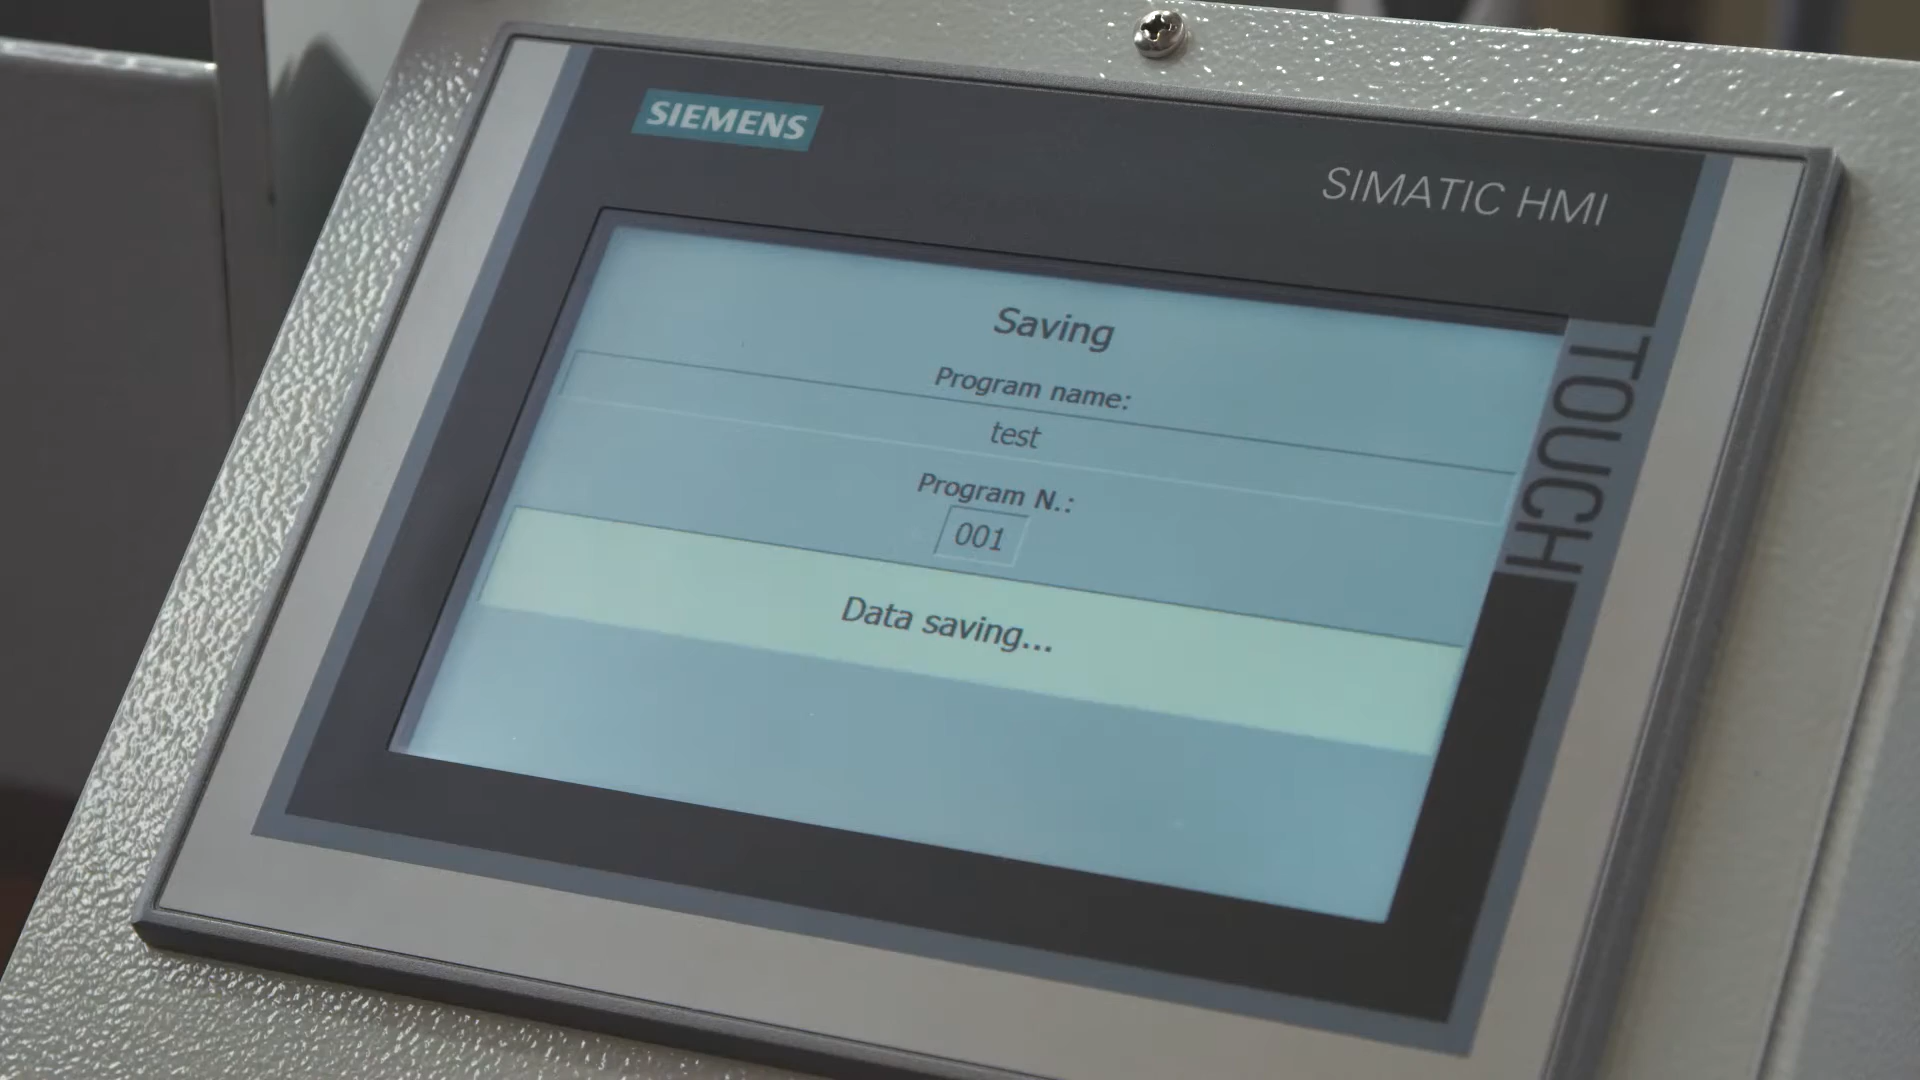 SIEMENS
SIMATIC HMI
TOUCH
Saving
Program name:
test
Program N.:
001
Data saving...